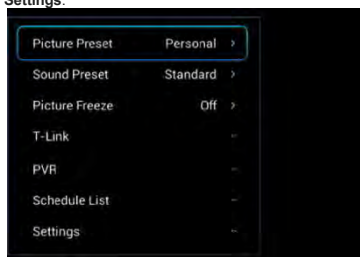 Settings.
Picture Preset Personal >
Sound Preset Standard >
Picture Freeze Off >
T-Link
PVR
Schedule List
Settings